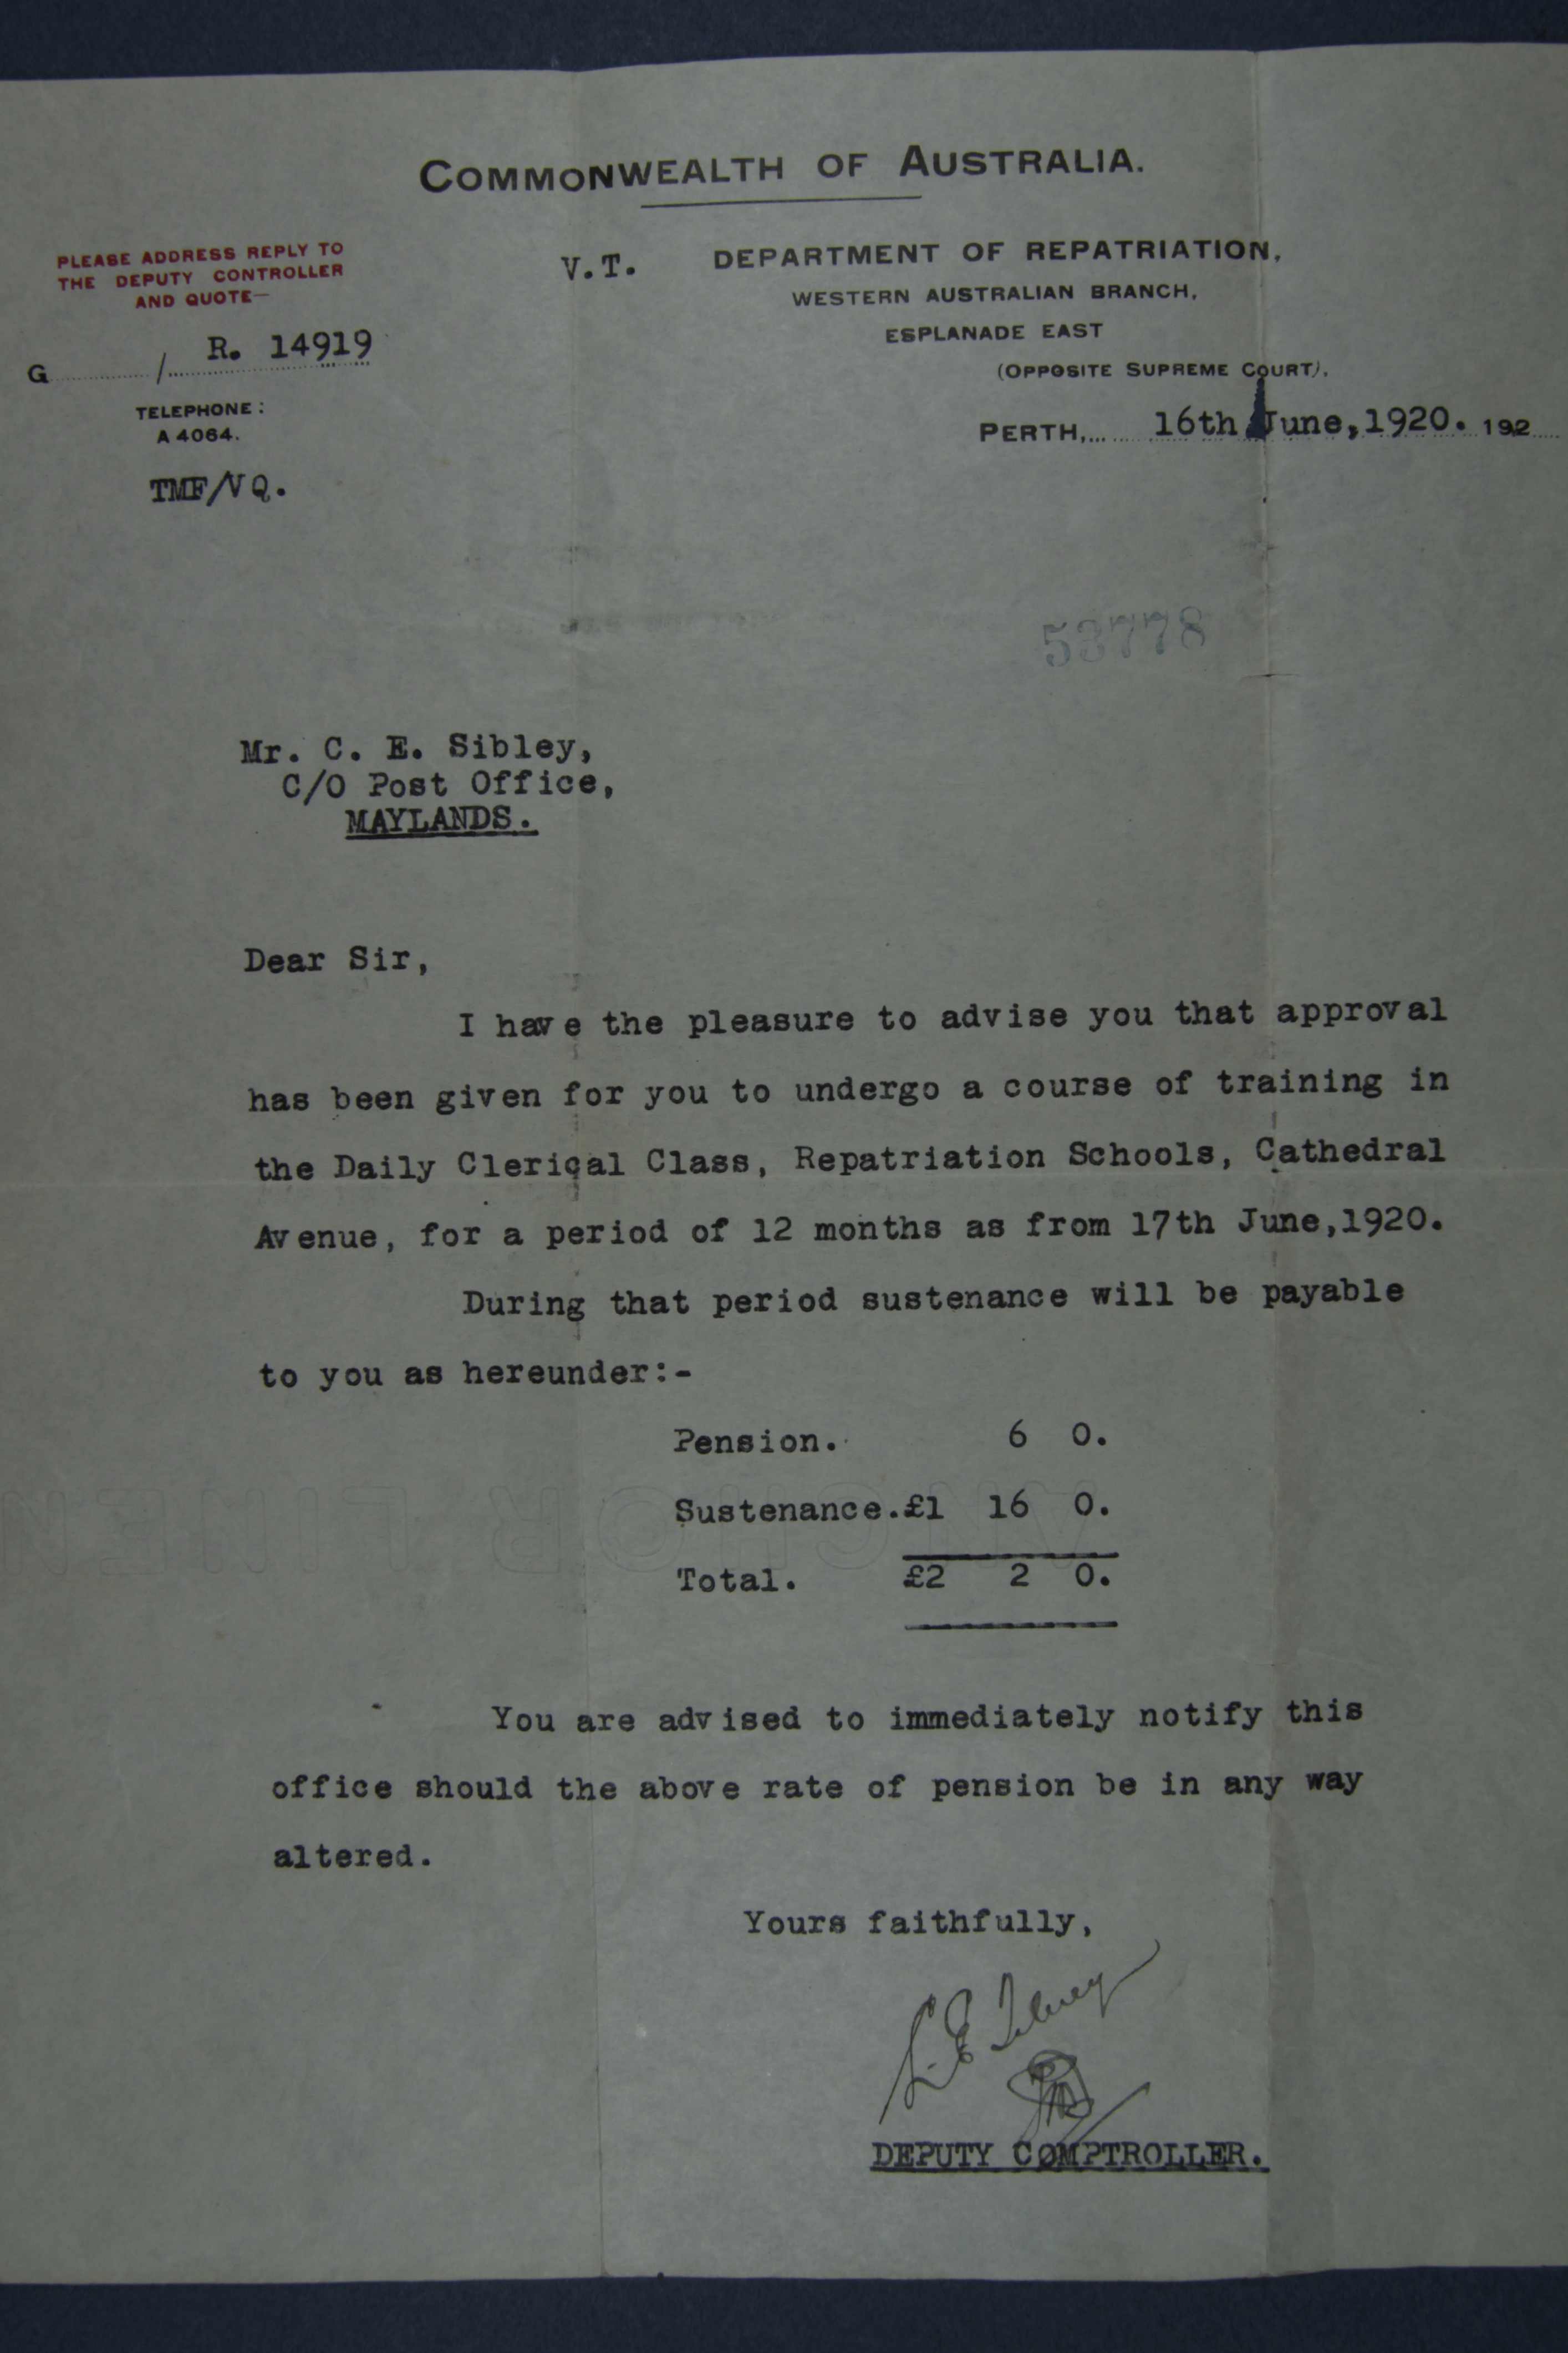 COMMONWEALTH OF AUSTRALIA.
PLEASE ADDRESS REPLY TO
THE DEPUTY CONTROLLER
AND QUOTE—
G / R. 14919
TELEPHONE:
A 4064.
TMF/VQ.
V.T.
DEPARTMENT OF REPATRIATION,
WESTERN AUSTRALIAN BRANCH,
ESPLANADE EAST
(OPPOSITE SUPREME COURT).
PERTH, 16th June,1920. 192
53778
Mr. C. E. Sibley,
C/O Post Office,
MAYLANDS.
Dear Sir,
I have the pleasure to advise you that approval
has been given for you to undergo a course of training in
the Daily Clerical Class, Repatriation Schools, Cathedral
Avenue, for a period of 12 months as from 17th June,1920.
During that period sustenance will be payable
to you as hereunder:-
Pension. 6 0.
Sustenance.£1 16 0.
Total. £2 2 0.
You are advised to immediately notify this
office should the above rate of pension be in any way
altered.
Yours faithfully,
DEPUTY COMPTROLLER.